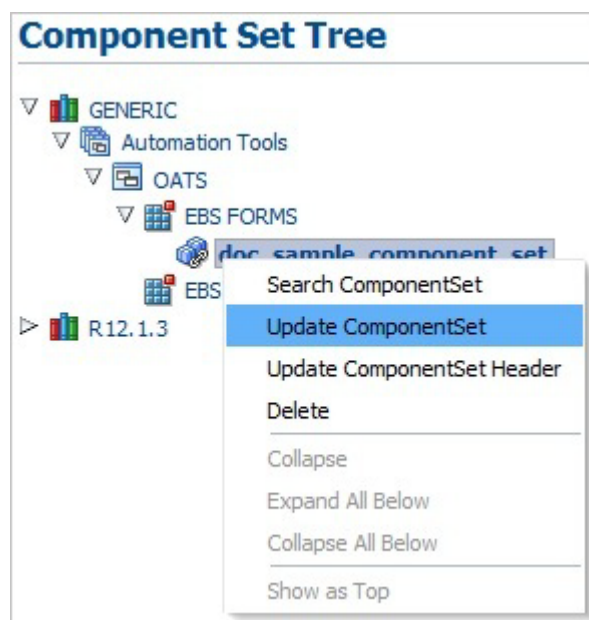 Component Set Tree
GENERIC
Automation Tools
OATS
EBS FORMS
doc_sample_component_set
EBS
Search ComponentSet
R12.1.3
Update ComponentSet
Update ComponentSet Header
Delete
Collapse
Expand All Below
Collapse All Below
Show as Top